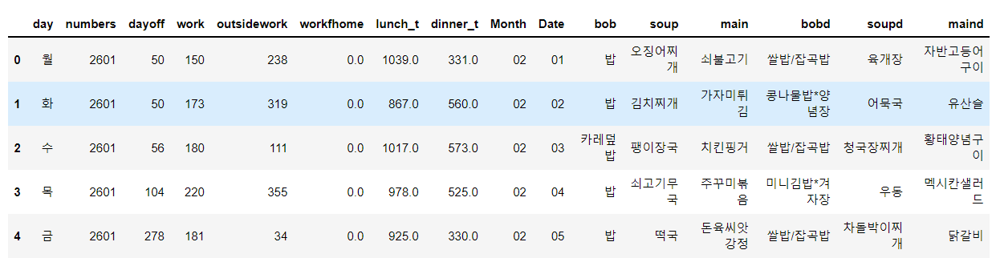 day numbers dayoff work outsidework workfhome lunch_t dinner_t Month Date bob soup main bobd soupd maind
0 월 2601 50 150 238 0.0 1039.0 331.0 02 01 밥 오징어찌개 쇠불고기 쌀밥/잡곡밥 육개장 자반고등어구이
1 화 2601 50 173 319 0.0 867.0 560.0 02 02 밥 김치찌개 가자미튀김 콩나물밥*양념장 어묵국 유산슬
2 수 2601 56 180 111 0.0 1017.0 573.0 02 03 카레덮밥 팽이장국 치킨핑거 쌀밥/잡곡밥 청국장찌개 황태양념구이
3 목 2601 104 220 355 0.0 978.0 525.0 02 04 밥 쇠고기무국 주꾸미볶음 미니김밥*겨자장 우동 멕시칸샐러드
4 금 2601 278 181 34 0.0 925.0 330.0 02 05 밥 떡국 돈육씨앗강정 쌀밥/잡곡밥 차돌박이찌개 닭갈비